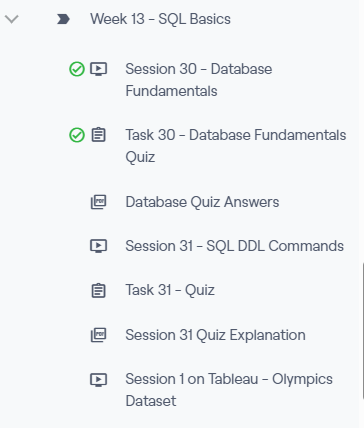 Week 13 - SQL Basics
Session 30 - Database
Fundamentals
Task 30 - Database Fundamentals
Quiz
Database Quiz Answers
Session 31 - SQL DDL Commands
Task 31 - Quiz
Session 31 Quiz Explanation
Session 1 on Tableau - Olympics
Dataset